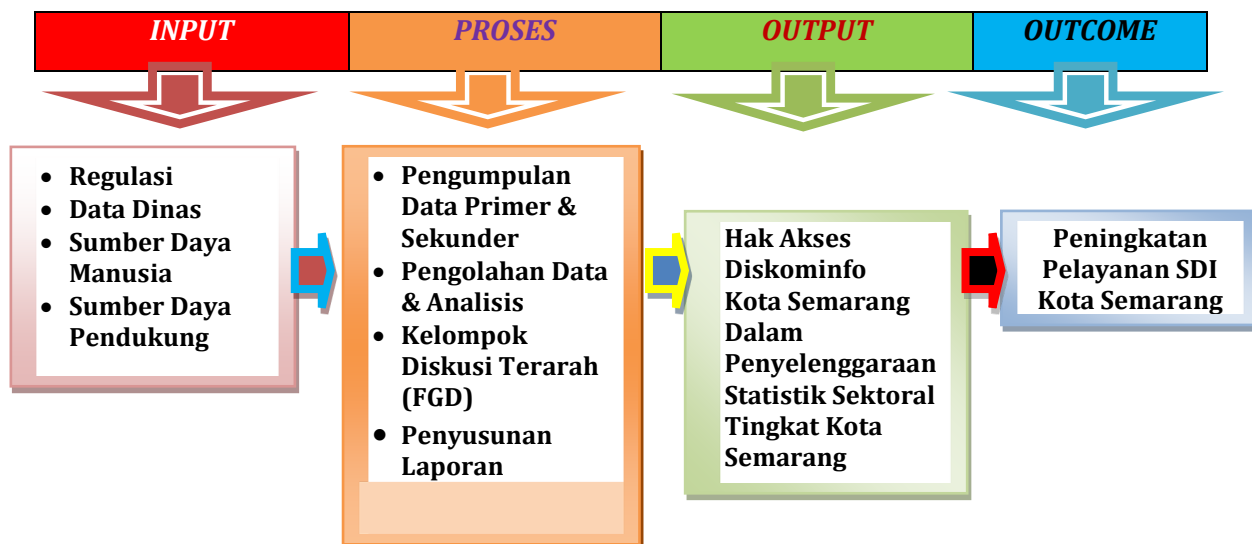 INPUT PROSES OUTPUT OUTCOME
• Regulasi
• Data Dinas
• Sumber Daya
Manusia
• Sumber Daya
Pendukung
• Pengumpulan
Data Primer &
Sekunder
• Pengolahan Data
& Analisis
• Kelompok
Diskusi Terarah
(FGD)
• Penyusunan
Laporan
Hak Akses
Diskominfo
Kota Semarang
Dalam
Penyelenggaraan
Statistik Sektoral
Tingkat Kota
Semarang
Peningkatan
Pelayanan SDI
Kota Semarang